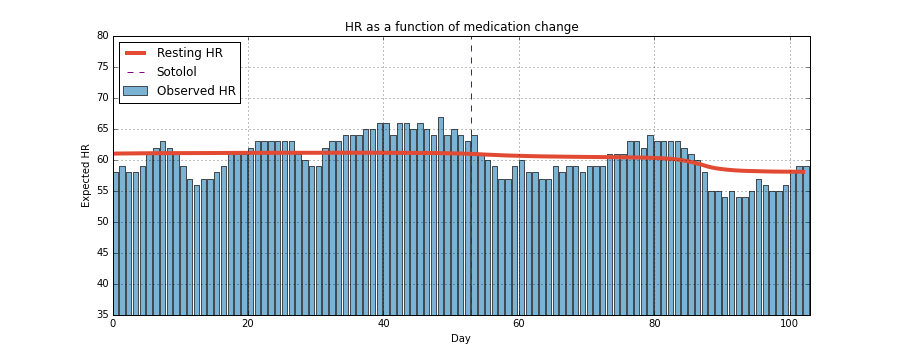 HR as a function of medication change
80
75
70
65
60
55
50
45
40
35
Expected HR
Resting HR
Sotolol
Observed HR
0 20 40 60 80 100
Day